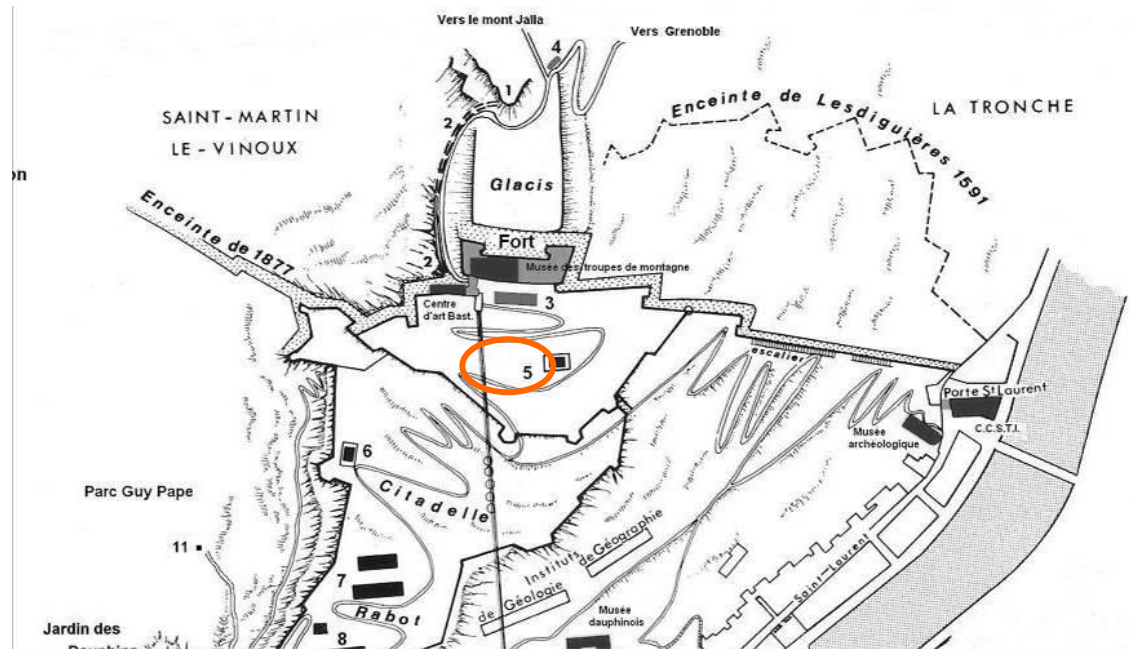 Vers le mont Jalla
Vers Grenoble
4
1
2
SAINT-MARTIN
LE-VINOUX
Enceinte de Lesdiguières 1591
LA TRONCHE
on
Glacis
Enceinte de 1877
Fort
Musée des troupes de montagne
2
3
Centre
d'art Bast.
5
escalier
Porte St Laurent
C.C.S.T.I.
Musée
archéologique
6
Citadelle
Parc Guy Pape
11
Instituts
de Géographie
de Géologie
7
Rabot
Saint-Laurent
Musée
dauphinois
8
Jardin des
Dauphins